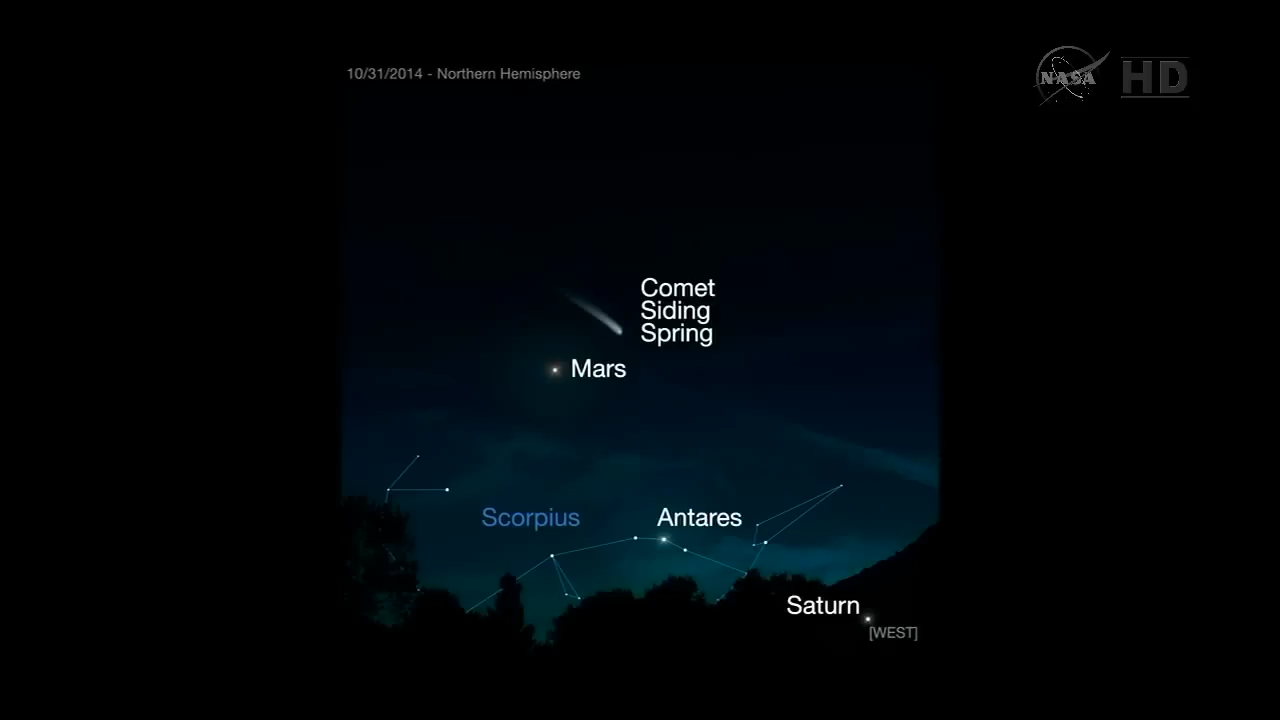 10/31/2014 - Northern Hemisphere
NASA HD
Comet
Siding
Spring
Mars
Scorpius
Antares
Saturn
[WEST]